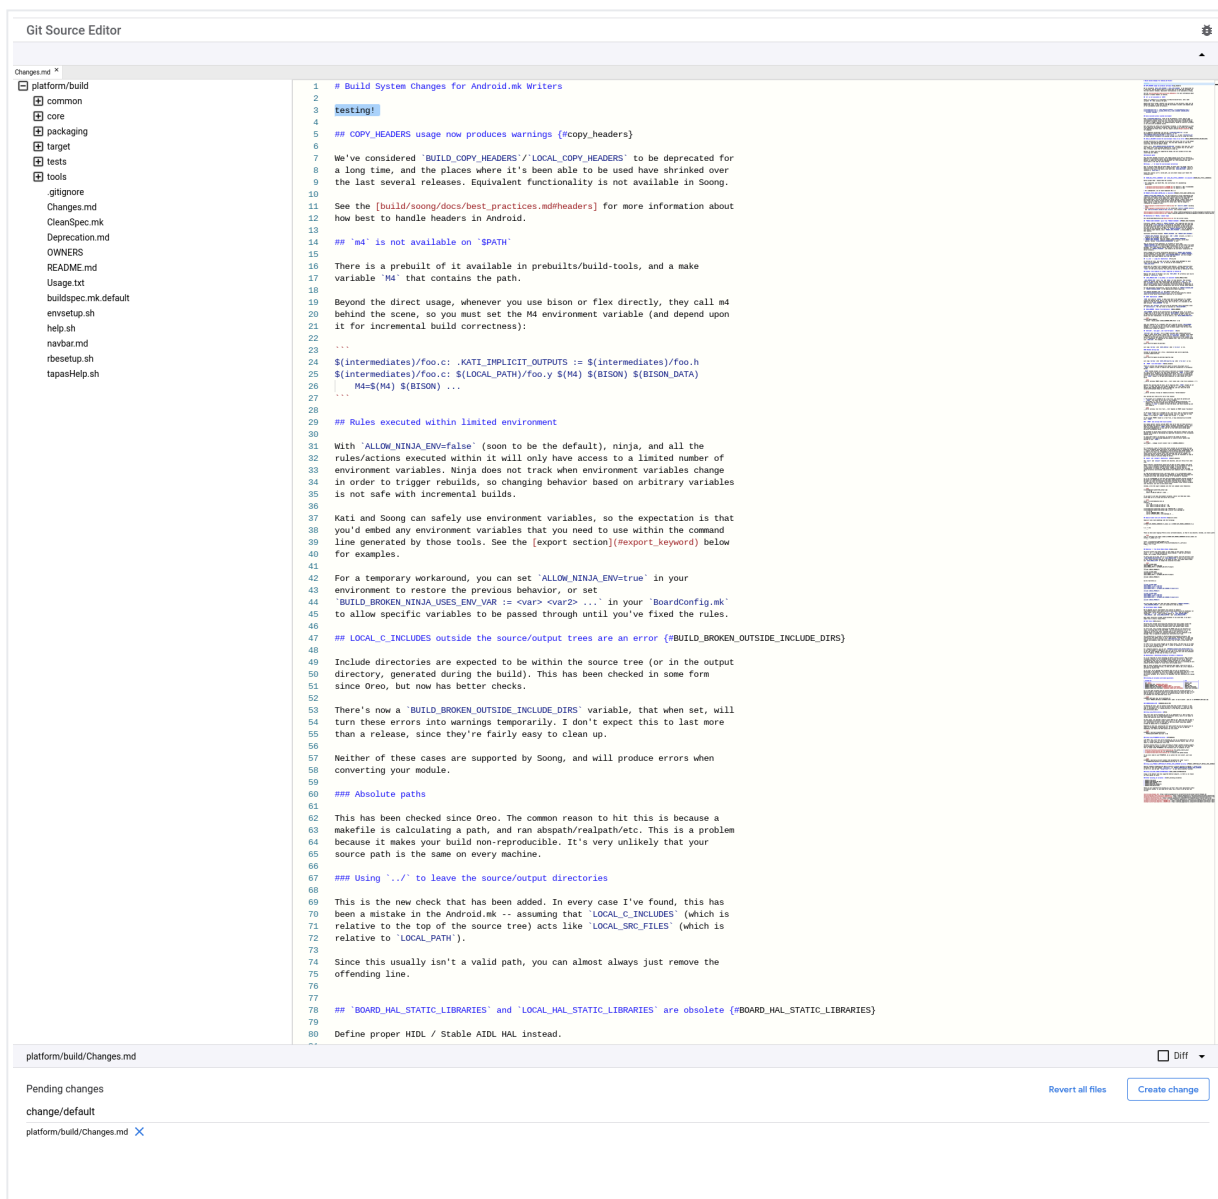 Git Source Editor
Changes.md ×
platform/build
common
core
packaging
target
tests
tools
.gitignore
Changes.md
CleanSpec.mk
Deprecation.md
OWNERS
README.md
Usage.txt
buildspec.mk.default
envsetup.sh
help.sh
navbar.md
rbesetup.sh
tapasHelp.sh
1 # Build System Changes for Android.mk Writers
2
3 testing!
4
5 ## COPY_HEADERS usage now produces warnings {#copy_headers}
6
7 We've considered `BUILD_COPY_HEADERS`/`LOCAL_COPY_HEADERS` to be deprecated for
8 a long time, and the places where it's been able to be used have shrinked over
9 the last several releases. Equivalent functionality is not available in Soong.
10
11 See the [build/soong/docs/best_practices.md#headers] for more information about
12 how best to handle headers in Android.
13
14 ## `m4` is not available on `$PATH`
15
16 There is a prebuilt of it available in prebuilts/build-tools, and a make
17 variable `M4` that contains the path.
18
19 Beyond the direct usage, whenever you use bison or flex directly, they call m4
20 behind the scene, so you must set the M4 environment variable (and depend upon
21 it for incremental build correctness):
22
23 ```
24 $(intermediates)/foo.c: .KATI_IMPLICIT_OUTPUTS := $(intermediates)/foo.h
25 $(intermediates)/foo.c: $(LOCAL_PATH)/foo.y $(M4) $(BISON) $(BISON_DATA)
26 M4=$(M4) $(BISON) ...
27 ```
28
29 ## Rules executed within limited environment
30
31 With `ALLOW_NINJA_ENV=false` (soon to be the default), ninja, and all the
32 rules/actions executed within it will only have access to a limited number of
33 environment variables. Ninja does not track when environment variables change
34 in order to trigger rebuilds, so changing behavior based on arbitrary variables
35 is not safe with incremental builds.
36
37 Kati and Soong can safely use environment variables, so the expectation is that
38 you'd embed any environment variables that you need to use within the command
39 line generated by those tools. See the [export section](#export_keyword) below
40 for examples.
41
42 For a temporary workaround, you can set `ALLOW_NINJA_ENV=true` in your
43 environment to restore the previous behavior, or set
44 `BUILD_BROKEN_NINJA_USES_ENV_VAR := <var> <var2> ...` in your `BoardConfig.mk`
45 to allow specific variables to be passed through until you've fixed the rules.
46
47 ## LOCAL_C_INCLUDES outside the source/output trees are an error {#BUILD_BROKEN_OUTSIDE_INCLUDE_DIRS}
48
49 Include directories are expected to be within the source tree (or in the output
50 directory, generated during the build). This has been checked in some form
51 since Oreo, but now has better checks.
52
53 There's now a `BUILD_BROKEN_OUTSIDE_INCLUDE_DIRS` variable, that when set, will
54 turn these errors into warnings temporarily. I don't expect this to last more
55 than a release, since they're fairly easy to clean up.
56
57 Neither of these cases are supported by Soong, and will produce errors when
58 converting your module.
59
60 ### Absolute paths
61
62 This has been checked since Oreo. The common reason to hit this is because a
63 makefile is calculating a path, and ran abspath/realpath/etc. This is a problem
64 because it makes your build non-reproducible. It's very unlikely that your
65 source path is the same on every machine.
66
67 ### Using `../` to leave the source/output directories
68
69 This is the new check that has been added. In every case I've found, this has
70 been a mistake in the Android.mk -- assuming that `LOCAL_C_INCLUDES` (which is
71 relative to the top of the source tree) acts like `LOCAL_SRC_FILES` (which is
72 relative to `LOCAL_PATH`).
73
74 Since this usually isn't a valid path, you can almost always just remove the
75 offending line.
76
77
78 ## `BOARD_HAL_STATIC_LIBRARIES` and `LOCAL_HAL_STATIC_LIBRARIES` are obsolete {#BOARD_HAL_STATIC_LIBRARIES}
79
80 Define proper HIDL / Stable AIDL HAL instead.
platform/build/Changes.md
Diff
Pending changes
Revert all files
Create change
change/default
platform/build/Changes.md